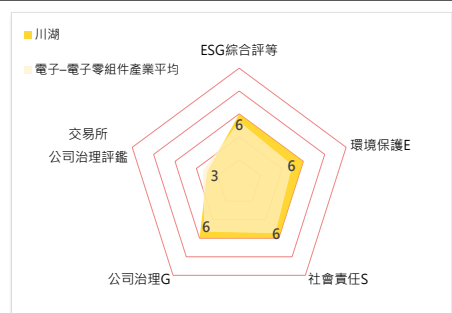 川湖
電子–電子零組件產業平均
ESG綜合評等
環境保護E
社會責任S
公司治理G
交易所
公司治理評鑑
6
6
6
6
3